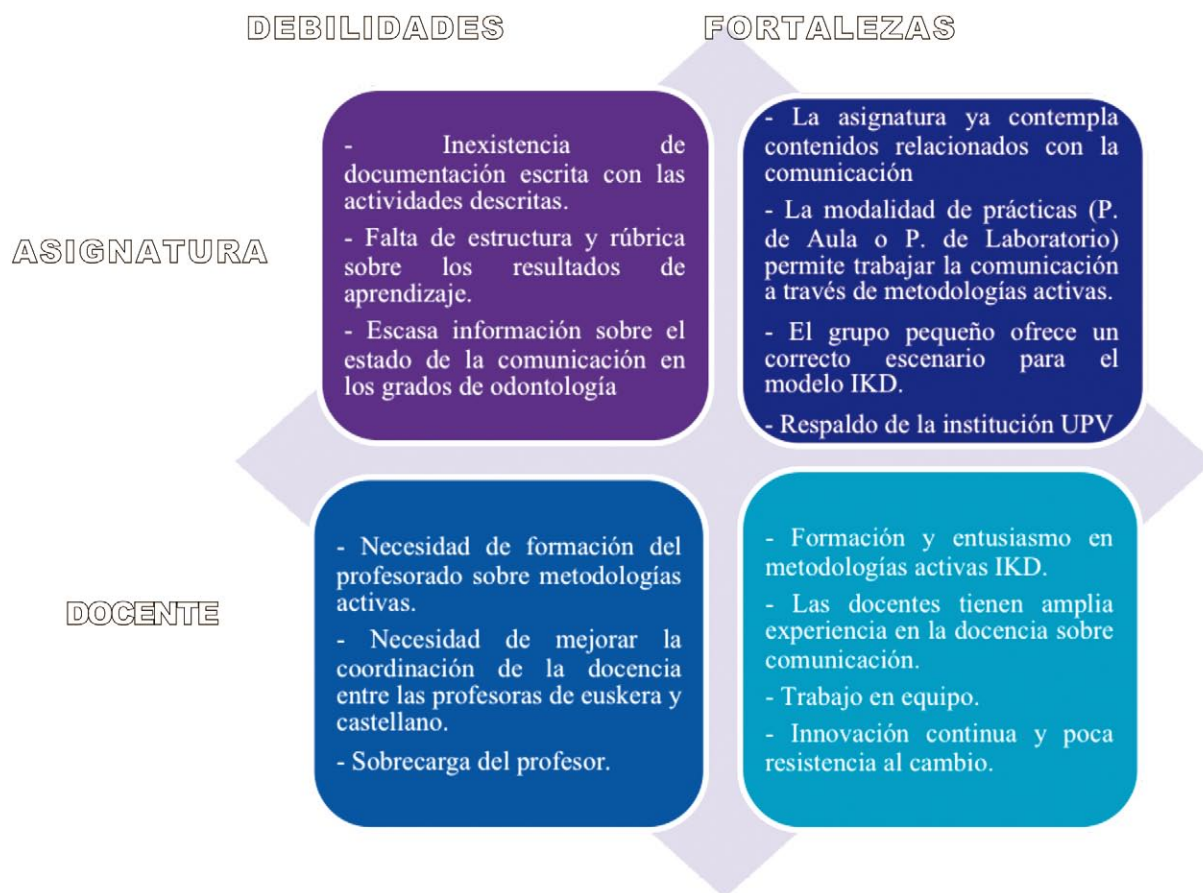 DEBILIDADES
FORTALEZAS
ASIGNATURA
- Inexistencia de
documentación escrita con las
actividades descritas.
- Falta de estructura y rúbrica
sobre los resultados de
aprendizaje.
- Escasa información sobre el
estado de la comunicación en
los grados de odontología
- La asignatura ya contempla
contenidos relacionados con la
comunicación
- La modalidad de prácticas (P.
de Aula o P. de Laboratorio)
permite trabajar la comunicación
a través de metodologías activas.
- El grupo pequeño ofrece un
correcto escenario para el
modelo IKD.
- Respaldo de la institución UPV
DOCENTE
- Necesidad de formación del
profesorado sobre metodologías
activas.
- Necesidad de mejorar la
coordinación de la docencia
entre las profesoras de euskera y
castellano.
- Sobrecarga del profesor.
- Formación y entusiasmo en
metodologías activas IKD.
- Las docentes tienen amplia
experiencia en la docencia sobre
comunicación.
- Trabajo en equipo.
- Innovación continua y poca
resistencia al cambio.